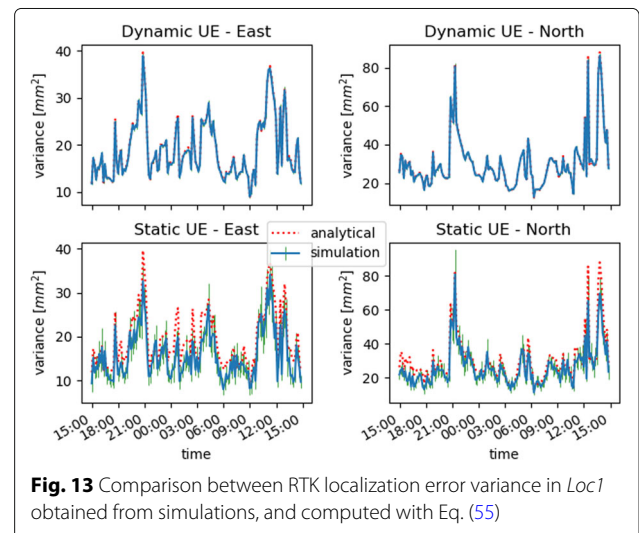 Dynamic UE - East
Dynamic UE - North
variance [mm²]
40
30
20
10
variance [mm²]
80
60
40
20
Static UE - East
Static UE - North
analytical
simulation
variance [mm²]
40
30
20
10
variance [mm²]
80
60
40
20
15:00
18:00
21:00
00:00
03:00
06:00
09:00
12:00
15:00
time
15:00
18:00
21:00
00:00
03:00
06:00
09:00
12:00
15:00
time
Fig. 13 Comparison between RTK localization error variance in Loc1
obtained from simulations, and computed with Eq. (55)